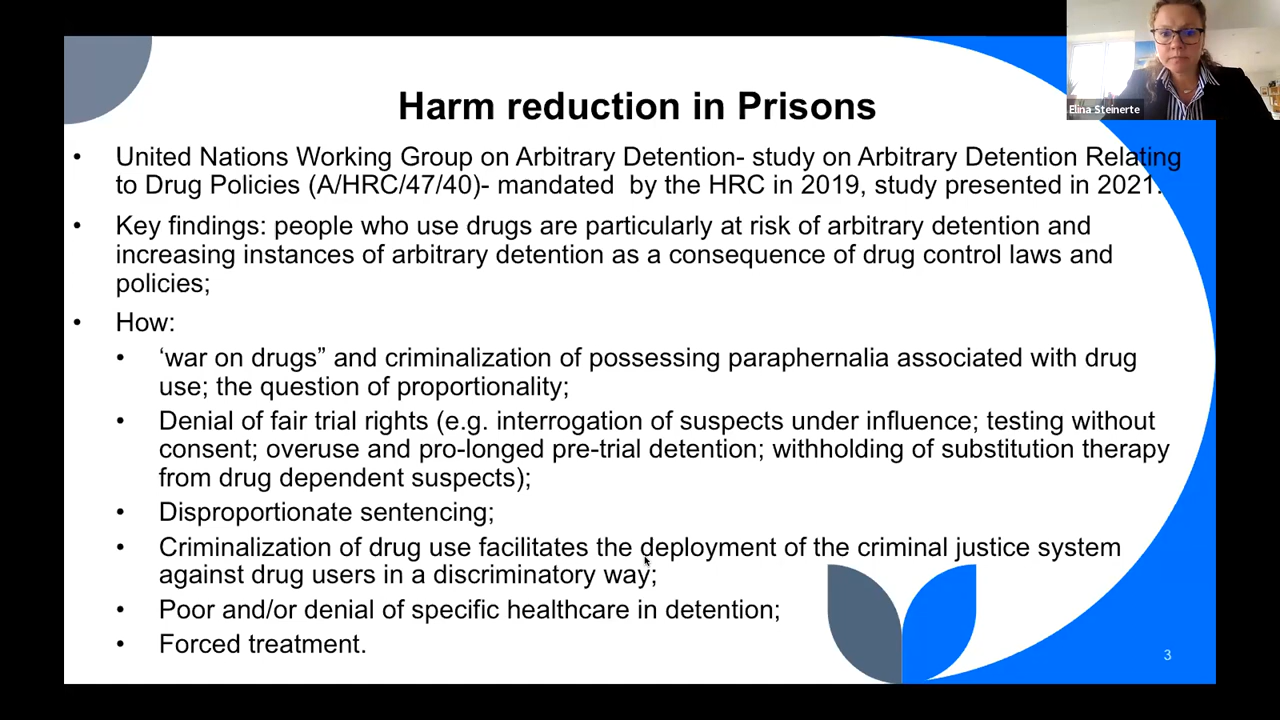 Harm reduction in Prisons
Elina Steinerte
• United Nations Working Group on Arbitrary Detention- study on Arbitrary Detention Relating
to Drug Policies (A/HRC/47/40)- mandated by the HRC in 2019, study presented in 2021.
• Key findings: people who use drugs are particularly at risk of arbitrary detention and
increasing instances of arbitrary detention as a consequence of drug control laws and
policies;
• How:
• ‘war on drugs” and criminalization of possessing paraphernalia associated with drug
use; the question of proportionality;
• Denial of fair trial rights (e.g. interrogation of suspects under influence; testing without
consent; overuse and pro-longed pre-trial detention; withholding of substitution therapy
from drug dependent suspects);
• Disproportionate sentencing;
• Criminalization of drug use facilitates the deployment of the criminal justice system
against drug users in a discriminatory way;
• Poor and/or denial of specific healthcare in detention;
• Forced treatment.
3